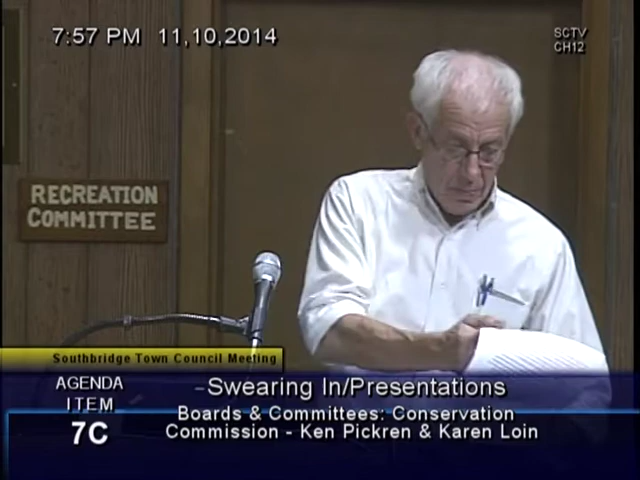 7:57 PM 11,10,2014
SCTV
CH12
RECREATION
COMMITTEE
Southbridge Town Council Meeting
AGENDA
ITEM
7C
-Swearing In/Presentations
Boards & Committees: Conservation
Commission - Ken Pickren & Karen Loin